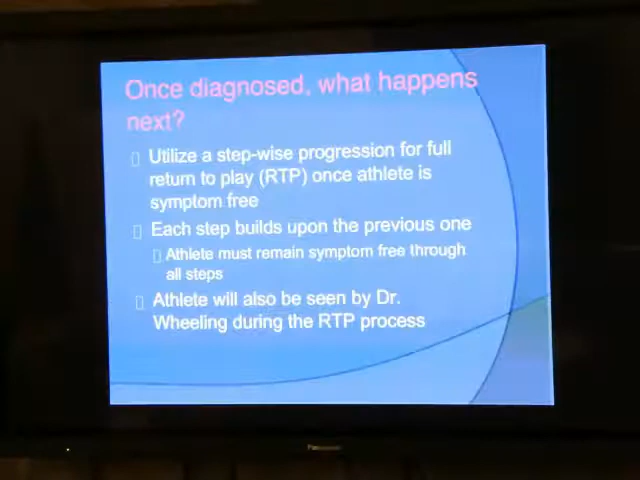 Once diagnosed, what happens
next?
Utilize a step-wise progression for full
return to play (RTP) once athlete is
symptom free
Each step builds upon the previous one
Athlete must remain symptom free through
all steps
Athlete will also be seen by Dr.
Wheeling during the RTP process
Panasonic